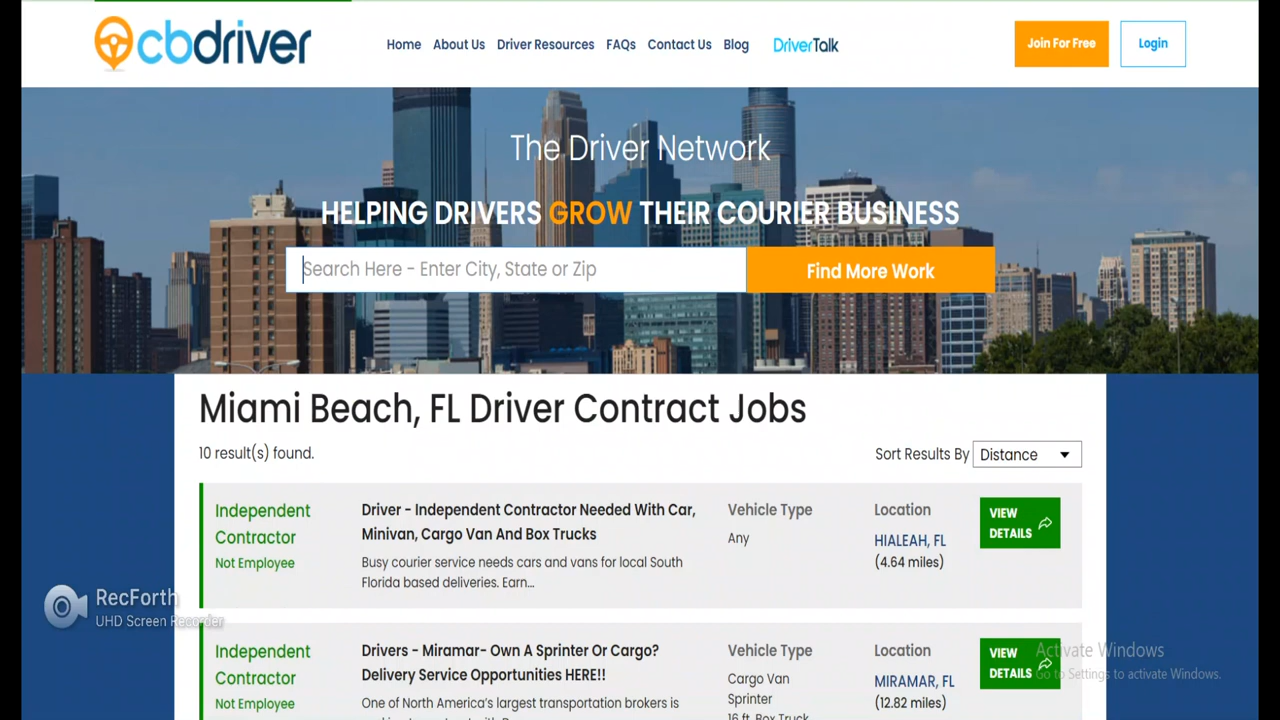 cbdriver
Home About Us Driver Resources FAQs Contact Us Blog DriverTalk
Join For Free
Login
The Driver Network
HELPING DRIVERS GROW THEIR COURIER BUSINESS
Search Here - Enter City, State or Zip
Find More Work
Miami Beach, FL Driver Contract Jobs
10 result(s) found.
Sort Results By Distance
Independent
Contractor
Not Employee
Driver - Independent Contractor Needed With Car,
Minivan, Cargo Van And Box Trucks
Busy courier service needs cars and vans for local South
Florida based deliveries. Earn...
Vehicle Type
Any
Location
HIALEAH, FL
(4.64 miles)
VIEW
DETAILS
RecForth
UHD Screen Recorder
Independent
Contractor
Not Employee
Drivers - Miramar- Own A Sprinter Or Cargo?
Delivery Service Opportunities HERE!!
One of North America's largest transportation brokers is
Vehicle Type
Cargo Van
Sprinter
16 ft. Box Truck
Location
MIRAMAR, FL
(12.82 miles)
VIEW
DETAILS
Activate Windows
Go to Settings to activate Windows.